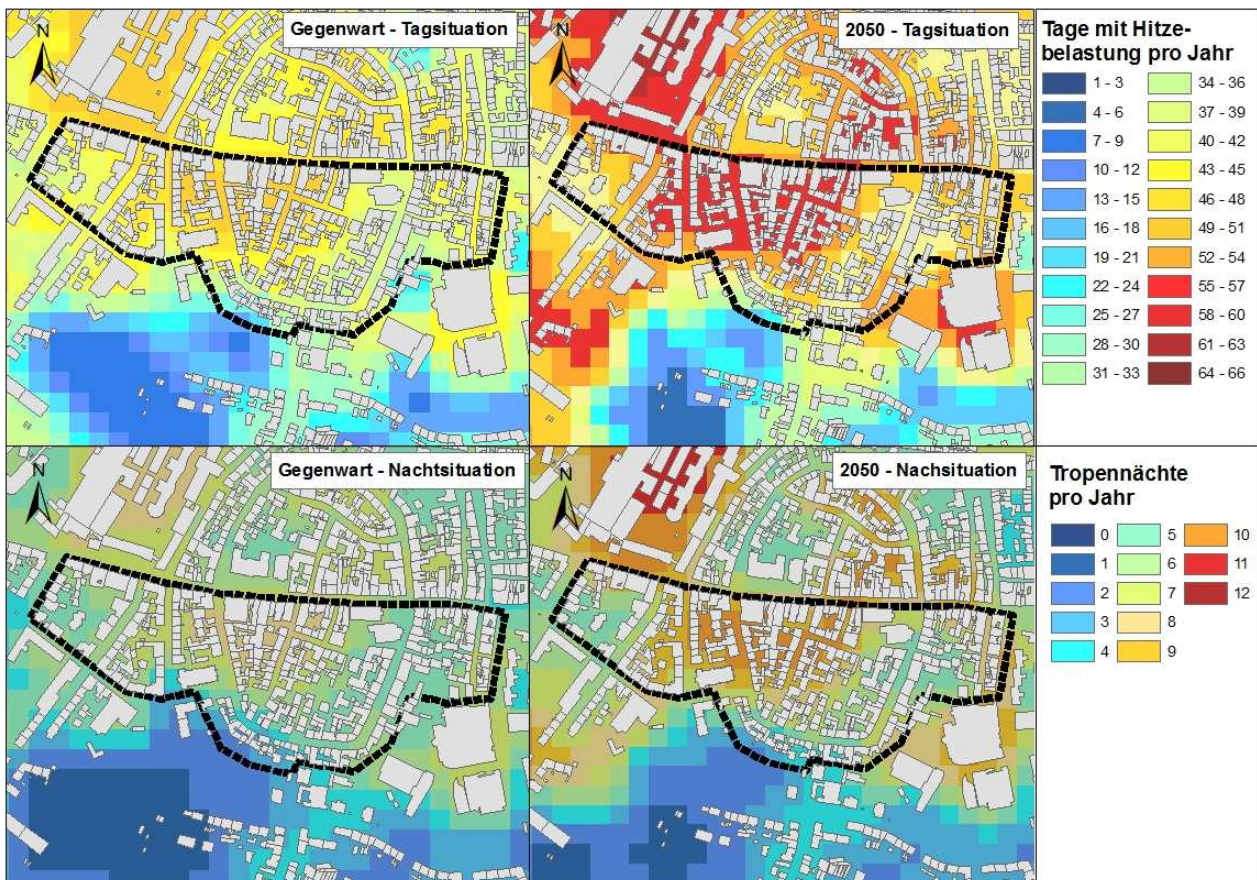 N
Gegenwart - Tagsituation
N
2050 - Tagsituation
Tage mit Hitze-
belastung pro Jahr
1 - 3
4 - 6
7 - 9
10 - 12
13 - 15
16 - 18
19 - 21
22 - 24
25 - 27
28 - 30
31 - 33
34 - 36
37 - 39
40 - 42
43 - 45
46 - 48
49 - 51
52 - 54
55 - 57
58 - 60
61 - 63
64 - 66
N
Gegenwart - Nachtsituation
N
2050 - Nachsituation
Tropennächte
pro Jahr
0
1
2
3
4
5
6
7
8
9
10
11
12